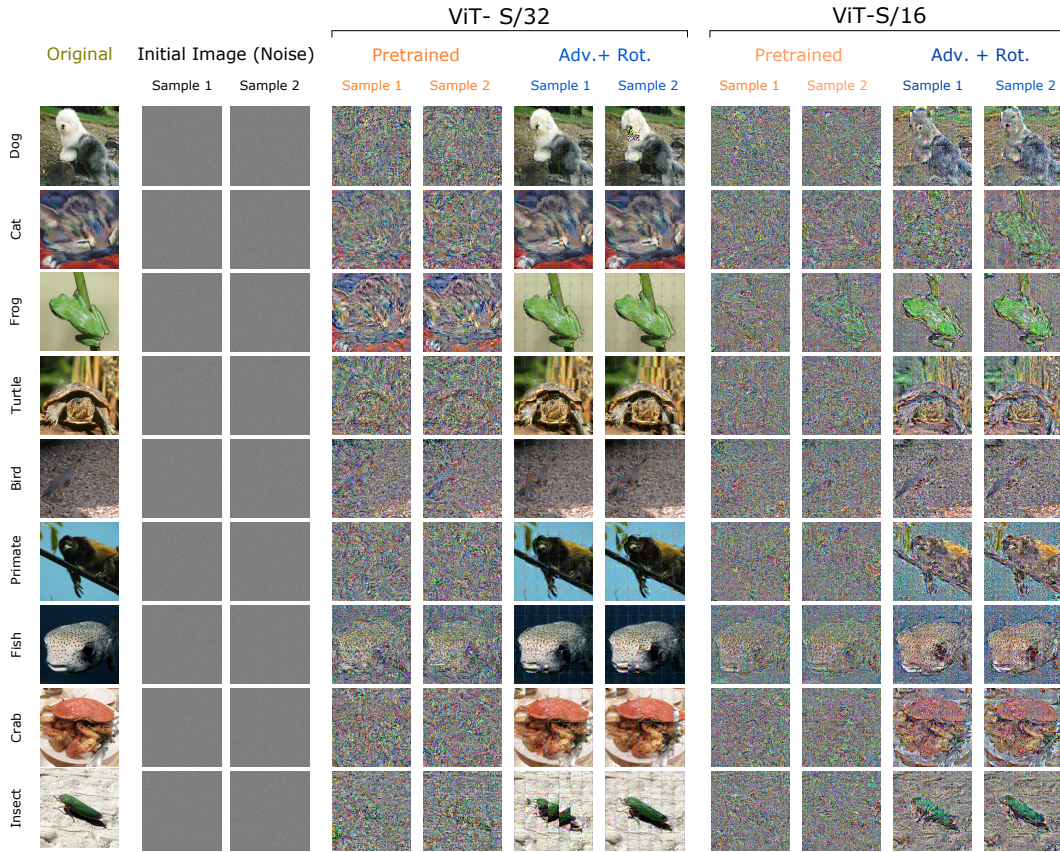 ViT- S/32 ViT-S/16
Original Initial Image (Noise) Pretrained Adv.+ Rot. Pretrained Adv. + Rot.
Sample 1 Sample 2 Sample 1 Sample 2 Sample 1 Sample 2 Sample 1 Sample 2 Sample 1 Sample 2
Dog
Cat
Frog
Turtle
Bird
Primate
Fish
Crab
Insect